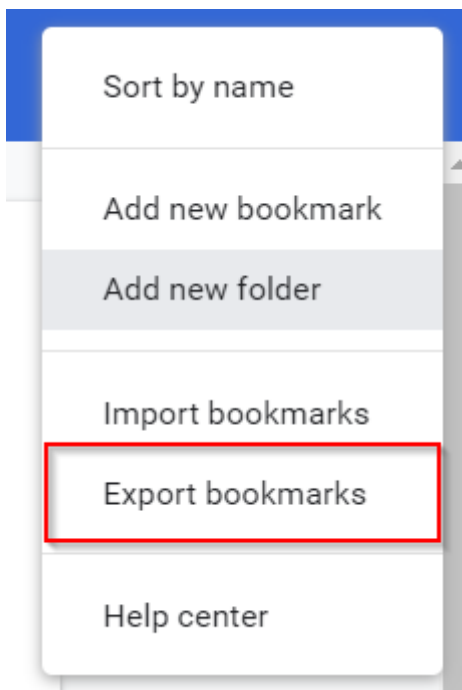 Sort by name
Add new bookmark
Add new folder
Import bookmarks
Export bookmarks
Help center